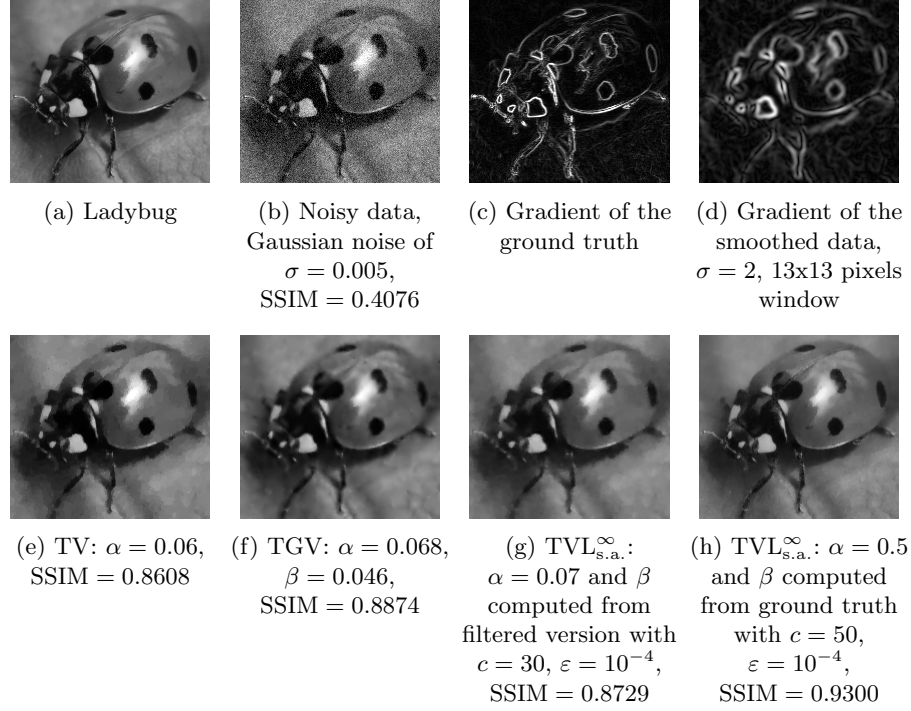 (a) Ladybug
(b) Noisy data,
Gaussian noise of
σ = 0.005,
SSIM = 0.4076
(c) Gradient of the
ground truth
(d) Gradient of the
smoothed data,
σ = 2, 13x13 pixels
window
(e) TV: α = 0.06,
SSIM = 0.8608
(f) TGV: α = 0.068,
β = 0.046,
SSIM = 0.8874
(g) TVL∞s.a.:
α = 0.07 and β
computed from
filtered version with
c = 30, ε = 10⁻⁴,
SSIM = 0.8729
(h) TVL∞s.a.: α = 0.5
and β computed
from ground truth
with c = 50,
ε = 10⁻⁴,
SSIM = 0.9300